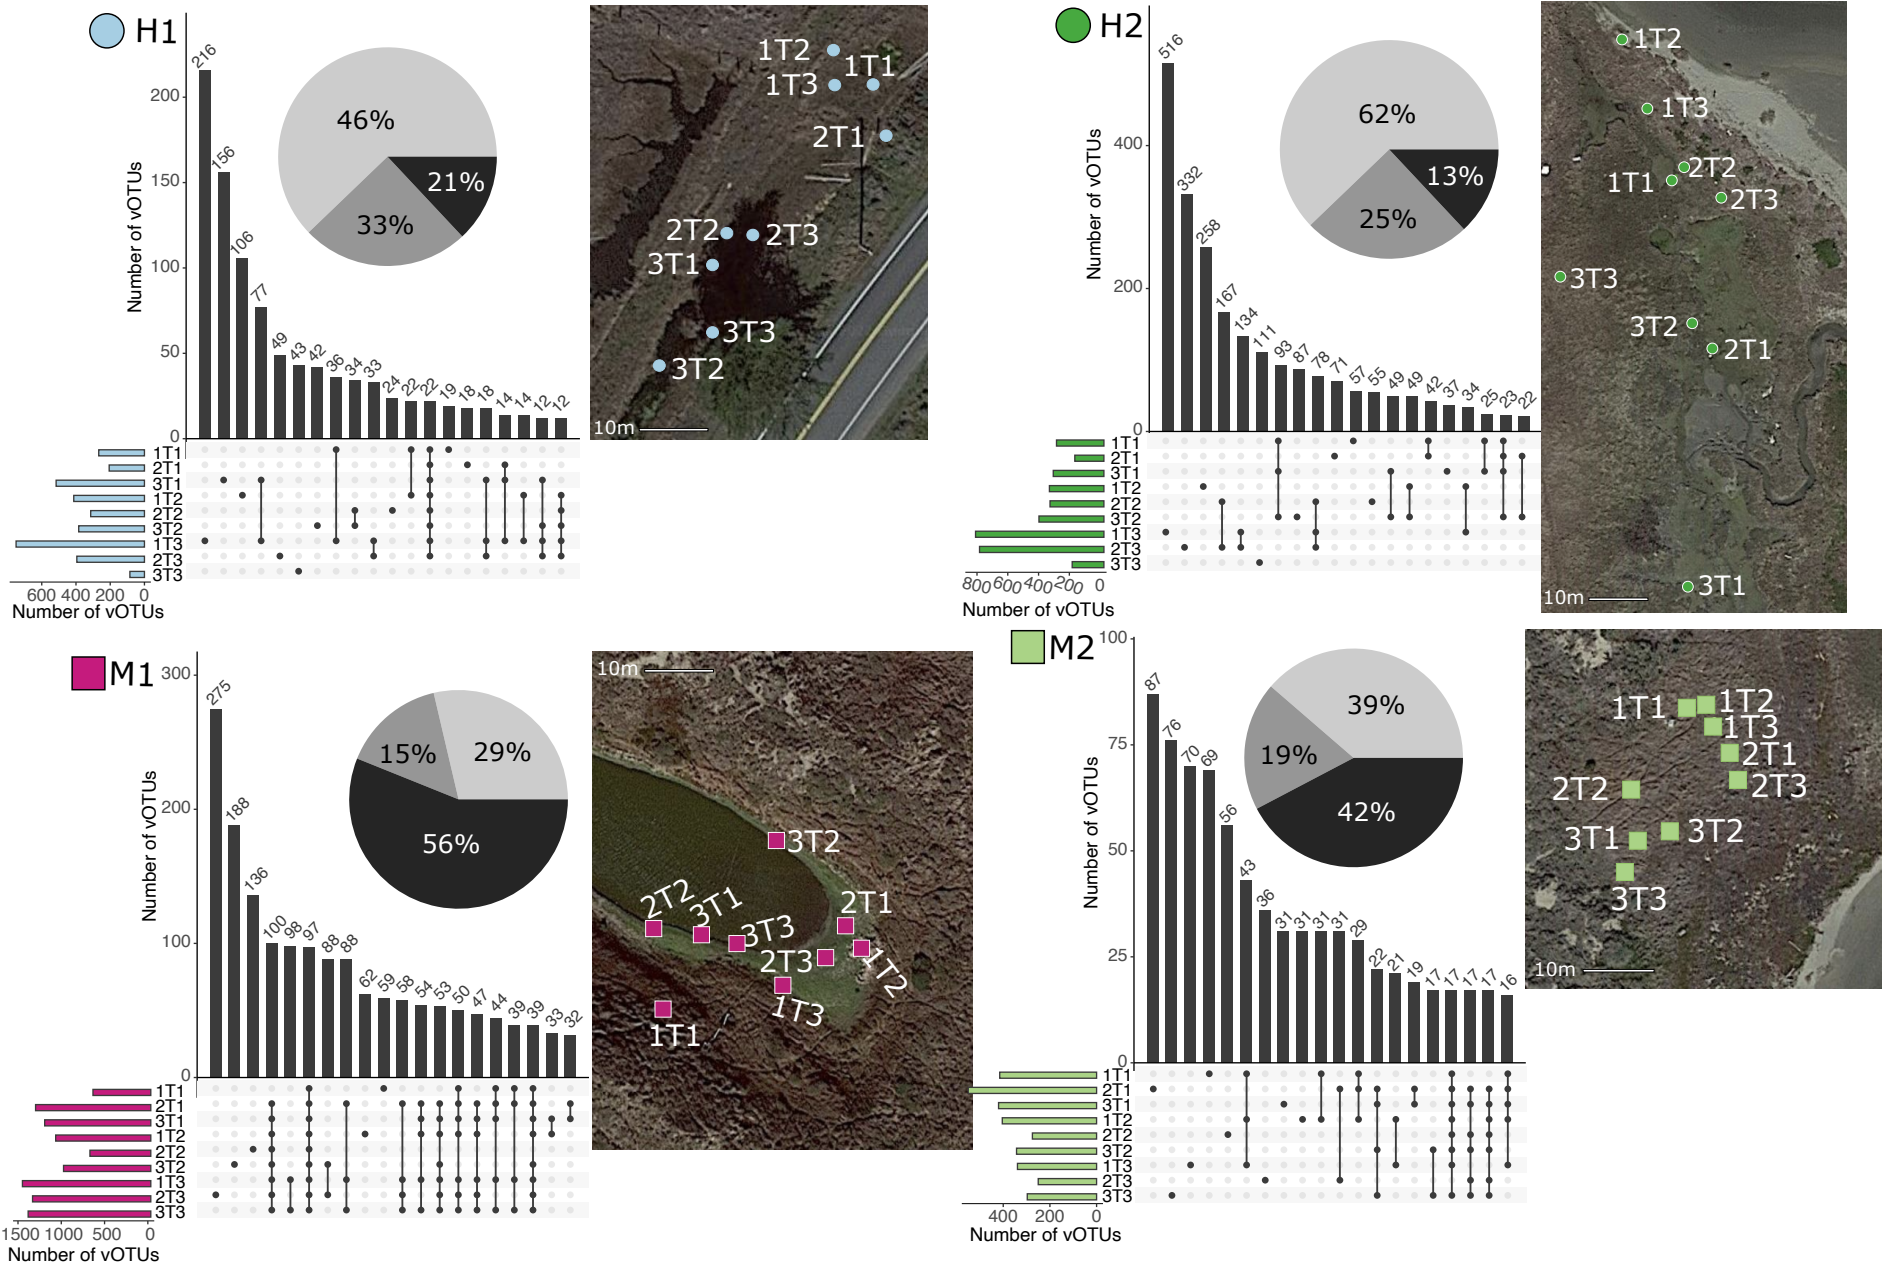 H1
216
156
106
77
49
43
42
36
34
33
24
22
22
19
18
18
14
14
12
12
Number of vOTUs
200
150
100
50
0
46%
33%
21%
1T1
2T1
3T1
1T2
2T2
3T2
1T3
2T3
3T3
600 400 200 0
Number of vOTUs
1T2
1T1
1T3
2T1
2T2
2T3
3T1
3T3
3T2
10m
H2
516
332
258
167
134
111
93
87
78
71
57
55
49
49
42
37
34
25
23
22
Number of vOTUs
400
200
0
62%
25%
13%
1T1
2T1
3T1
1T2
2T2
3T2
1T3
2T3
3T3
800 600 400 200 0
Number of vOTUs
1T2
1T3
2T2
1T1
2T3
3T3
3T2
2T1
3T1
10m
M1
275
188
136
100
98
97
88
88
62
59
58
54
53
50
47
44
39
39
33
32
Number of vOTUs
300
200
100
0
15%
29%
56%
1T1
2T1
3T1
1T2
2T2
3T2
1T3
2T3
3T3
1500 1000 500 0
Number of vOTUs
10m
3T2
2T2
3T1
2T1
3T3
2T3
1T2
1T3
1T1
M2
87
76
70
69
56
43
36
31
31
31
31
29
22
21
19
17
17
17
17
16
Number of vOTUs
100
75
50
25
0
39%
19%
42%
1T1
2T1
3T1
1T2
2T2
3T2
1T3
2T3
3T3
400 200 0
Number of vOTUs
1T1
1T2
1T3
2T1
2T2
2T3
3T1
3T2
3T3
10m